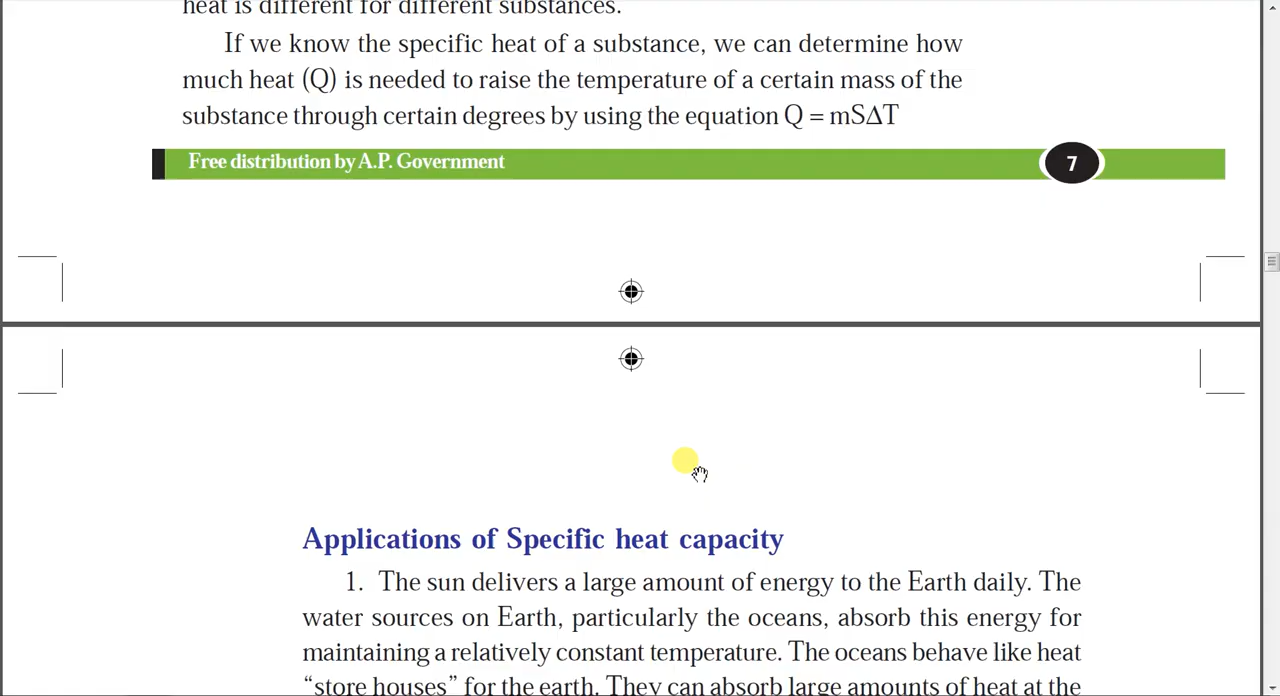 heat is different for different substances.
If we know the specific heat of a substance, we can determine how
much heat (Q) is needed to raise the temperature of a certain mass of the
substance through certain degrees by using the equation Q = mSΔT
Free distribution by A.P. Government
7
Applications of Specific heat capacity
1. The sun delivers a large amount of energy to the Earth daily. The
water sources on Earth, particularly the oceans, absorb this energy for
maintaining a relatively constant temperature. The oceans behave like heat
“store houses” for the earth. They can absorb large amounts of heat at the